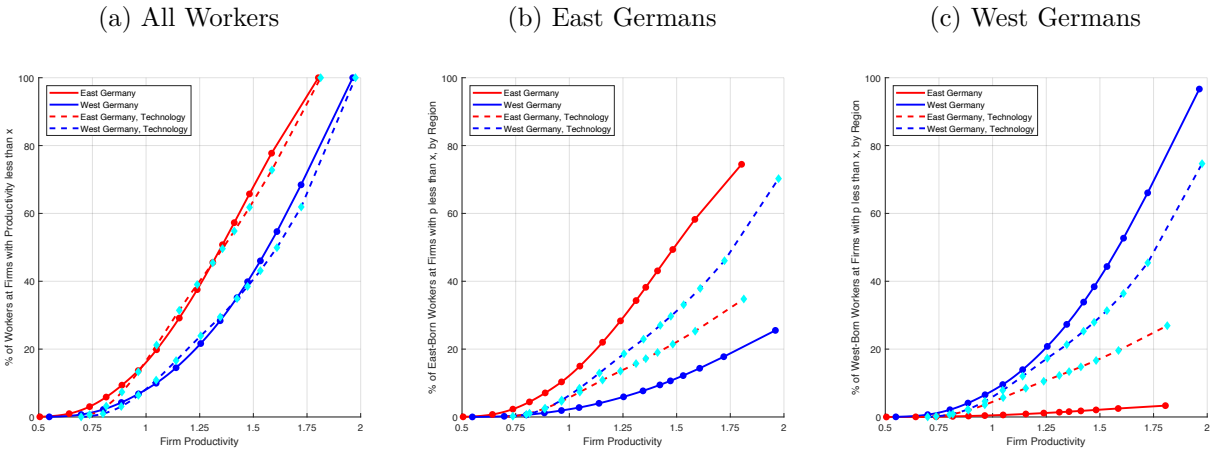 (a) All Workers
(b) East Germans
(c) West Germans
% of Workers at Firms with Productivity less than x
100
80
60
40
20
0
0.5
0.75
1
1.25
1.5
1.75
2
Firm Productivity
East Germany
West Germany
East Germany, Technology
West Germany, Technology
% of East-Born Workers at Firms with p less than x, by Region
100
80
60
40
20
0
0.5
0.75
1
1.25
1.5
1.75
2
Firm Productivity
East Germany
West Germany
East Germany, Technology
West Germany, Technology
% of West-Born Workers at Firms with p less than x, by Region
100
80
60
40
20
0
0.5
0.75
1
1.25
1.5
1.75
2
Firm Productivity
East Germany
West Germany
East Germany, Technology
West Germany, Technology